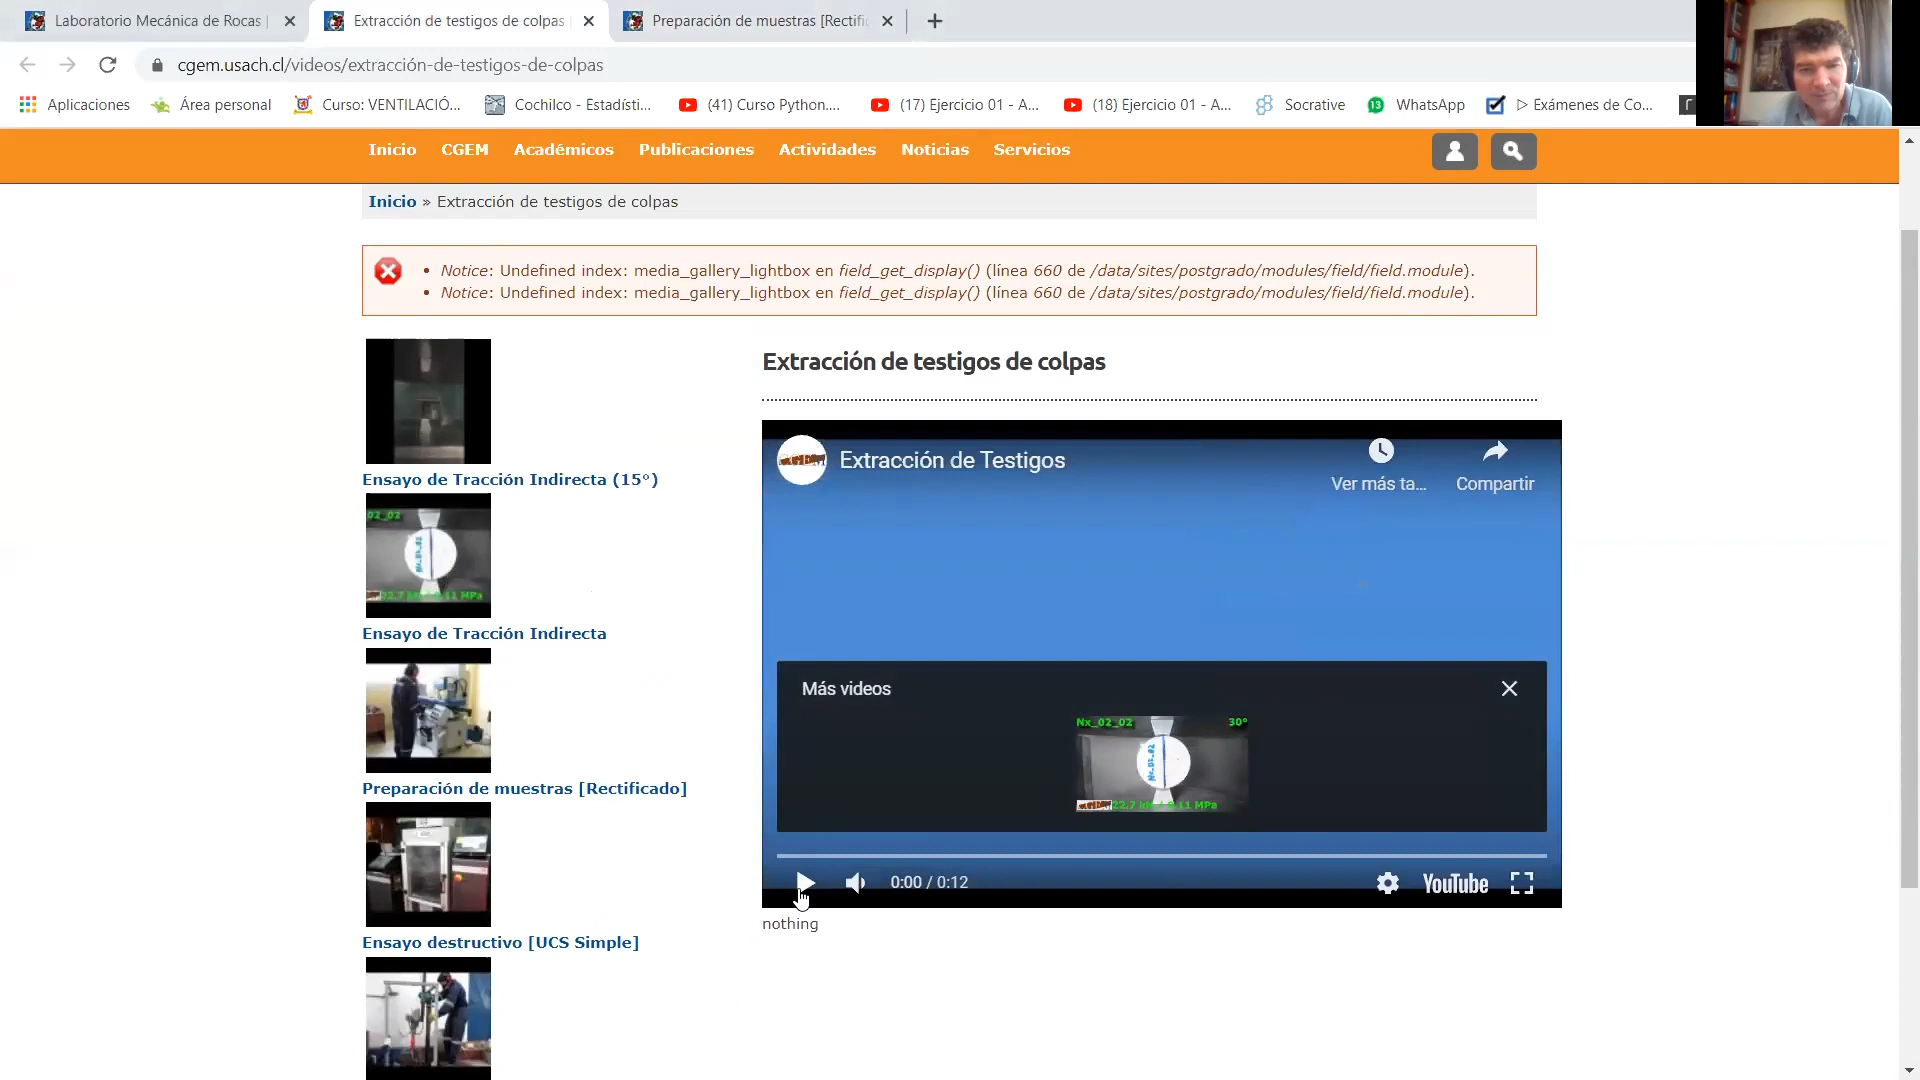 Laboratorio Mecánica de Rocas |
Extracción de testigos de colpas
Preparación de muestras [Rectific
cgem.usach.cl/videos/extracción-de-testigos-de-colpas
Aplicaciones
Área personal
Curso: VENTILACIÓ...
Cochilco - Estadísti...
(41) Curso Python....
(17) Ejercicio 01 - A...
(18) Ejercicio 01 - A...
Socrative
13
WhatsApp
▷ Exámenes de Co...
Inicio
CGEM
Académicos
Publicaciones
Actividades
Noticias
Servicios
Inicio » Extracción de testigos de colpas
• Notice: Undefined index: media_gallery_lightbox en field_get_display() (línea 660 de /data/sites/postgrado/modules/field/field.module).
• Notice: Undefined index: media_gallery_lightbox en field_get_display() (línea 660 de /data/sites/postgrado/modules/field/field.module).
Ensayo de Tracción Indirecta (15°)
02_02
Ensayo de Tracción Indirecta
Preparación de muestras [Rectificado]
Ensayo destructivo [UCS Simple]
Extracción de testigos de colpas
Extracción de Testigos
Ver más ta...
Compartir
Más videos
Nx_02_02
30°
YouTube
0:00 / 0:12
nothing